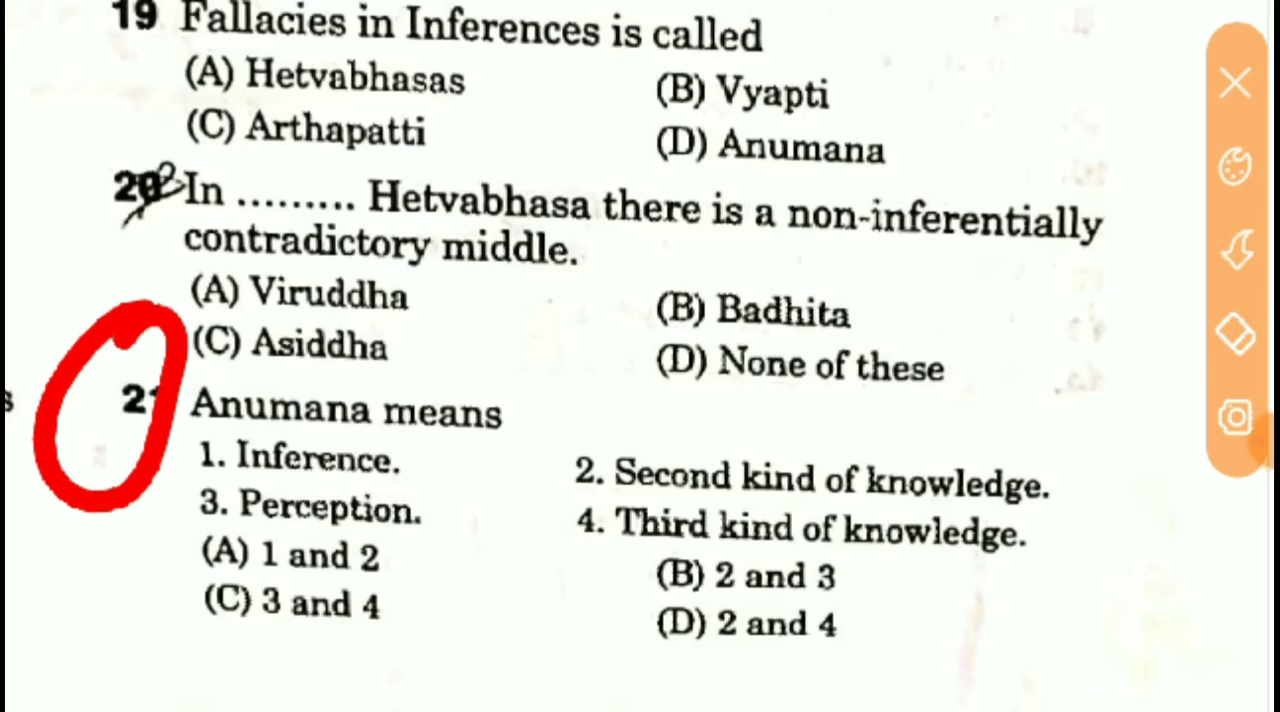 19 Fallacies in Inferences is called
(A) Hetvabhasas (B) Vyapti
(C) Arthapatti (D) Anumana
20 In ......... Hetvabhasa there is a non-inferentially
contradictory middle.
(A) Viruddha (B) Badhita
(C) Asiddha (D) None of these
21 Anumana means
1. Inference. 2. Second kind of knowledge.
3. Perception. 4. Third kind of knowledge.
(A) 1 and 2 (B) 2 and 3
(C) 3 and 4 (D) 2 and 4